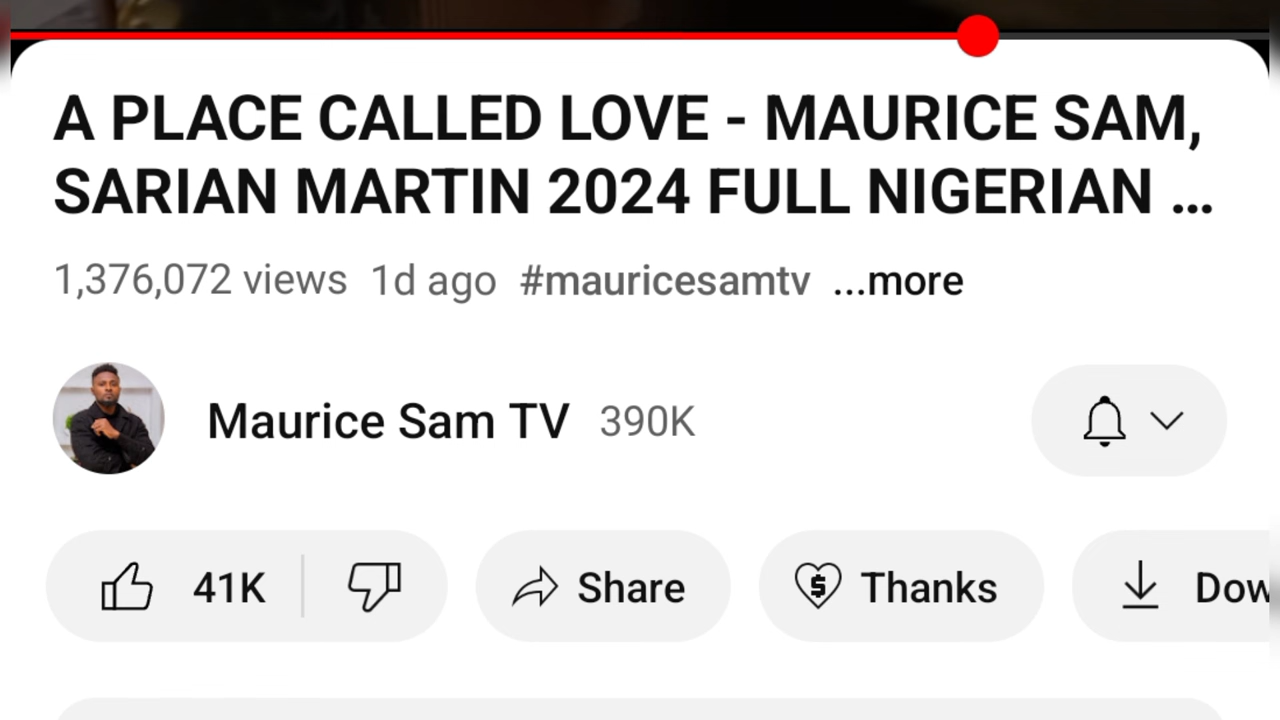 A PLACE CALLED LOVE - MAURICE SAM,
SARIAN MARTIN 2024 FULL NIGERIAN ...
1,376,072 views 1d ago #mauricesamtv ...more
Maurice Sam TV 390K
41K Share $ Thanks Dow